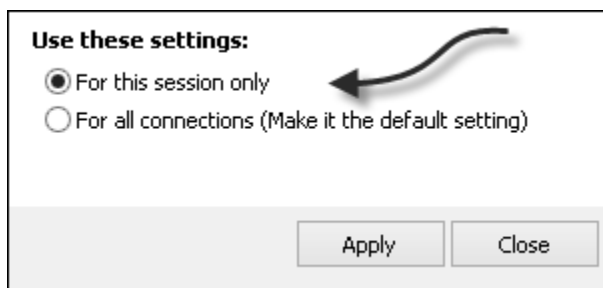 Use these settings:
For this session only
For all connections (Make it the default setting)
Apply
Close